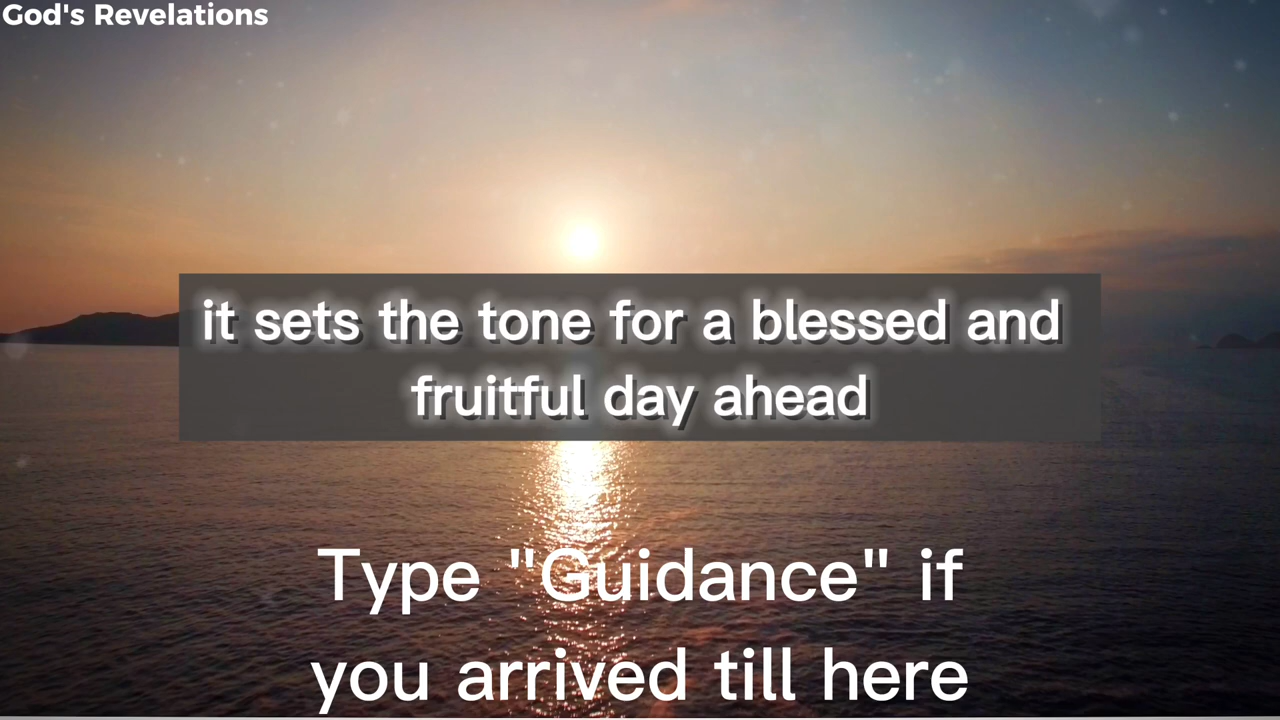 God's Revelations
it sets the tone for a blessed and
fruitful day ahead
Type "Guidance" if
you arrived till here